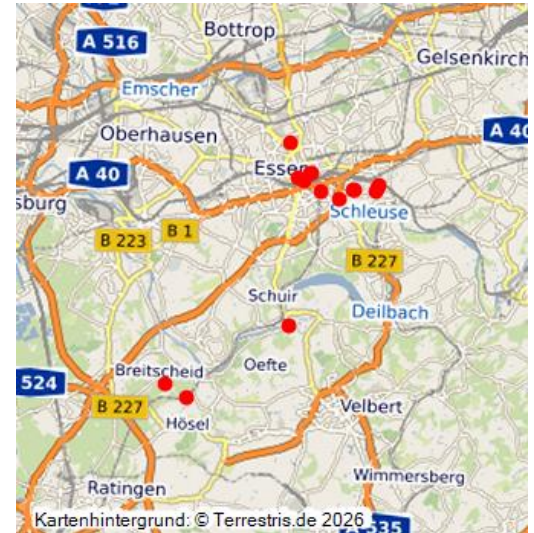 Bottrop
A 516
Gelsenkirch
Emscher
Oberhausen
A 40
Essen
A 40
sburg
Schleuse
B 1
B 223
B 227
Schuir
Deilbach
Oefte
Breitscheid
524
B 227
Velbert
Hösel
Wimmersberg
Ratingen
Kartenhintergrund: © Terrestris.de 2026
A 535